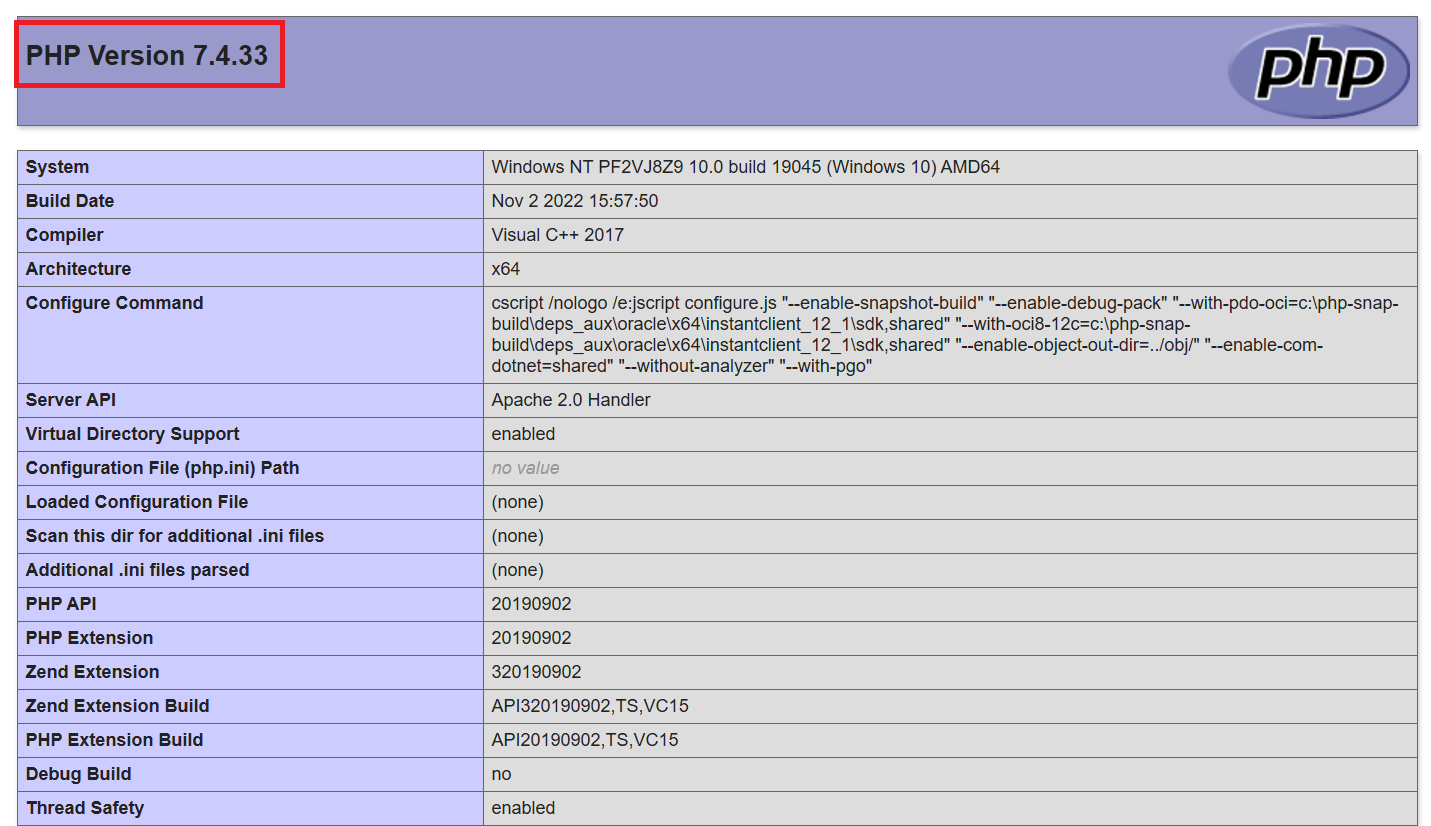 PHP Version 7.4.33
php
System Windows NT PF2VJ8Z9 10.0 build 19045 (Windows 10) AMD64
Build Date Nov 2 2022 15:57:50
Compiler Visual C++ 2017
Architecture x64
Configure Command cscript /nologo /e:jscript configure.js "--enable-snapshot-build" "--enable-debug-pack" "--with-pdo-oci=c:\php-snap-
build\deps_aux\oracle\x64\instantclient_12_1\sdk,shared" "--with-oci8-12c=c:\php-snap-
build\deps_aux\oracle\x64\instantclient_12_1\sdk,shared" "--enable-object-out-dir=../obj/" "--enable-com-
dotnet=shared" "--without-analyzer" "--with-pgo"
Server API Apache 2.0 Handler
Virtual Directory Support enabled
Configuration File (php.ini) Path no value
Loaded Configuration File (none)
Scan this dir for additional .ini files (none)
Additional .ini files parsed (none)
PHP API 20190902
PHP Extension 20190902
Zend Extension 320190902
Zend Extension Build API320190902,TS,VC15
PHP Extension Build API20190902,TS,VC15
Debug Build no
Thread Safety enabled